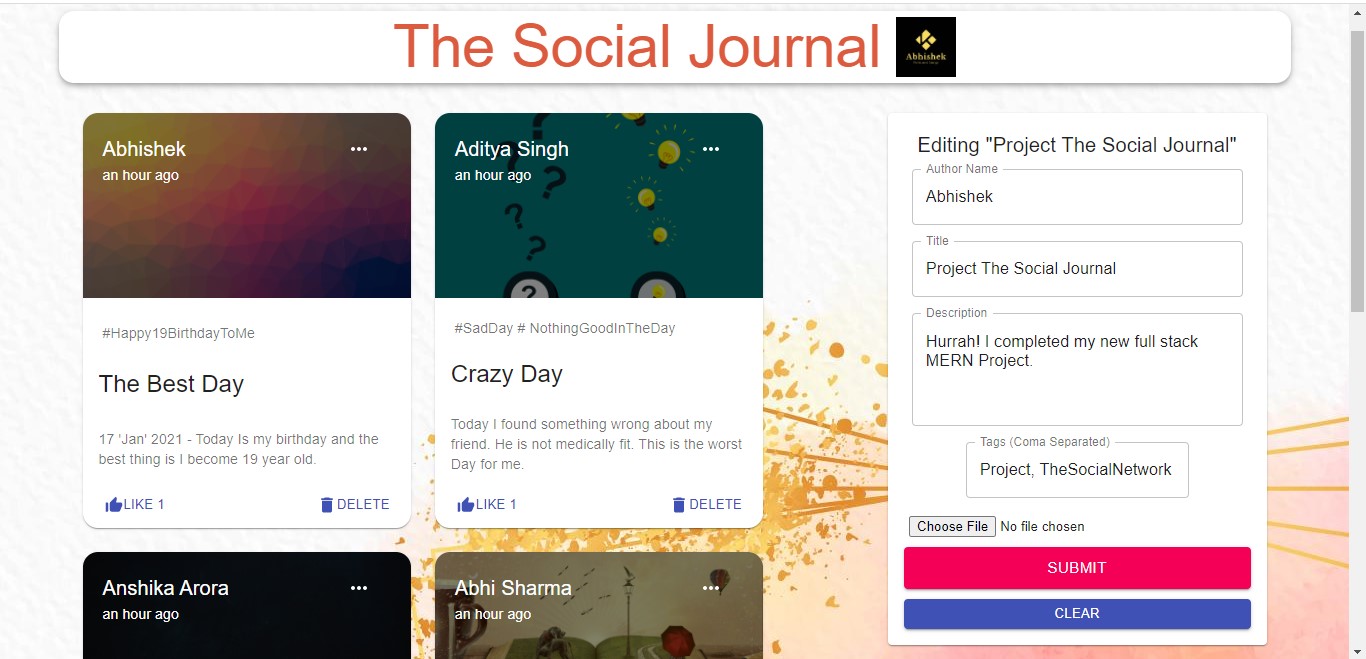 The Social Journal
Abhishek
Abhishek
an hour ago
#Happy19BirthdayToMe
The Best Day
17 'Jan' 2021 - Today Is my birthday and the
best thing is I become 19 year old.
LIKE 1
DELETE
Aditya Singh
an hour ago
#SadDay # NothingGoodInTheDay
Crazy Day
Today I found something wrong about my
friend. He is not medically fit. This is the worst
Day for me.
LIKE 1
DELETE
Anshika Arora
an hour ago
Abhi Sharma
an hour ago
Editing "Project The Social Journal"
Author Name
Abhishek
Title
Project The Social Journal
Description
Hurrah! I completed my new full stack
MERN Project.
Tags (Coma Separated)
Project, TheSocialNetwork
Choose File No file chosen
SUBMIT
CLEAR